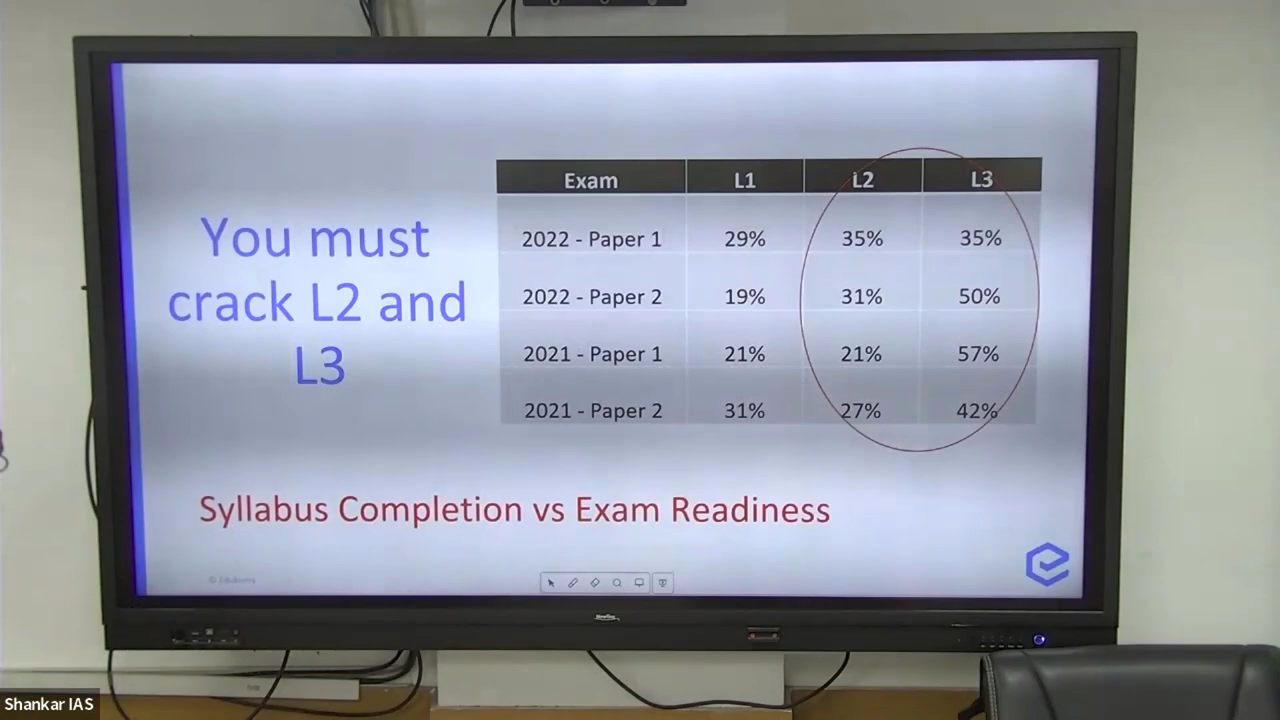 You must
crack L2 and
L3
Exam L1 L2 L3
2022 - Paper 1 29% 35% 35%
2022 - Paper 2 19% 31% 50%
2021 - Paper 1 21% 21% 57%
2021 - Paper 2 31% 27% 42%
Syllabus Completion vs Exam Readiness
Shankar IAS